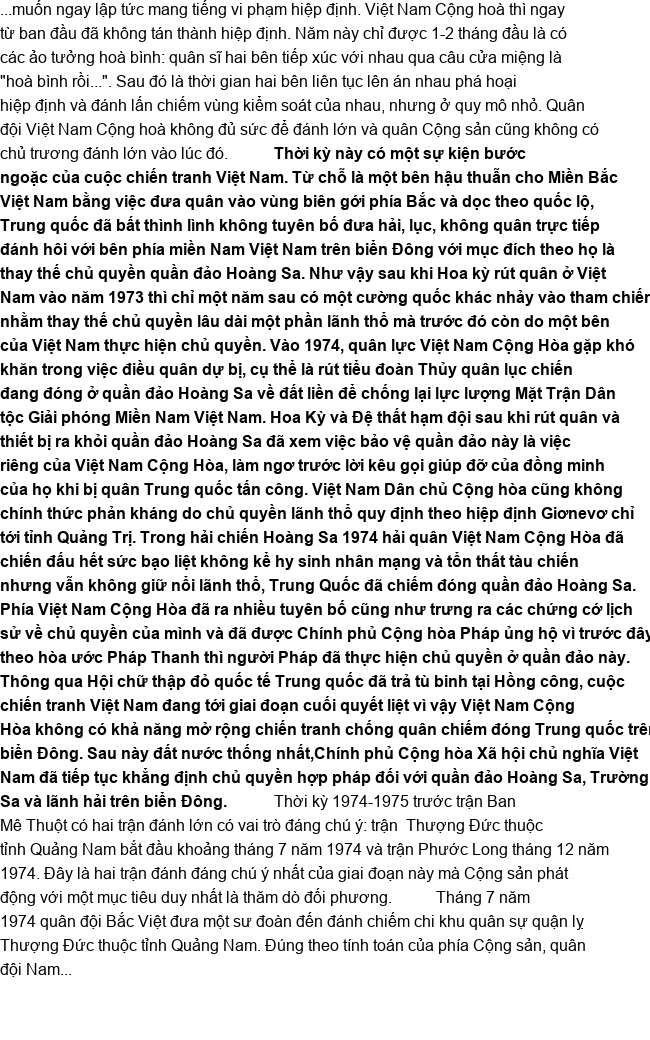 ...muốn ngay lập tức mang tiếng vi phạm hiệp định. Việt Nam Cộng hoà thì ngay
từ ban đầu đã không tán thành hiệp định. Năm này chỉ được 1-2 tháng đầu là có
các ảo tưởng hoà bình: quân sĩ hai bên tiếp xúc với nhau qua câu cửa miệng là
"hoà bình rồi...". Sau đó là thời gian hai bên liên tục lên án nhau phá hoại
hiệp định và đánh lấn chiếm vùng kiểm soát của nhau, nhưng ở quy mô nhỏ. Quân
đội Việt Nam Cộng hoà không đủ sức để đánh lớn và quân Cộng sản cũng không có
chủ trương đánh lớn vào lúc đó. Thời kỳ này có một sự kiện bước
ngoặc của cuộc chiến tranh Việt Nam. Từ chỗ là một bên hậu thuẫn cho Miền Bắc
Việt Nam bằng việc đưa quân vào vùng biên gới phía Bắc và dọc theo quốc lộ,
Trung quốc đã bất thình lình không tuyên bố đưa hải, lục, không quân trực tiếp
đánh hôi với bên phía miền Nam Việt Nam trên biển Đông với mục đích theo họ là
thay thế chủ quyền quần đảo Hoàng Sa. Như vậy sau khi Hoa kỳ rút quân ở Việt
Nam vào năm 1973 thì chỉ một năm sau có một cường quốc khác nhảy vào tham chiến
nhằm thay thế chủ quyền lâu dài một phần lãnh thổ mà trước đó còn do một bên
của Việt Nam thực hiện chủ quyền. Vào 1974, quân lực Việt Nam Cộng Hòa gặp khó
khăn trong việc điều quân dự bị, cụ thể là rút tiểu đoàn Thủy quân lục chiến
đang đóng ở quần đảo Hoàng Sa về đất liền để chống lại lực lượng Mặt Trận Dân
tộc Giải phóng Miền Nam Việt Nam. Hoa Kỳ và Đệ thất hạm đội sau khi rút quân và
thiết bị ra khỏi quần đảo Hoàng Sa đã xem việc bảo vệ quần đảo này là việc
riêng của Việt Nam Cộng Hòa, làm ngơ trước lời kêu gọi giúp đỡ của đồng minh
của họ khi bị quân Trung quốc tấn công. Việt Nam Dân chủ Cộng hòa cũng không
chính thức phản kháng do chủ quyền lãnh thổ quy định theo hiệp định Giơnevơ chỉ
tới tỉnh Quảng Trị. Trong hải chiến Hoàng Sa 1974 hải quân Việt Nam Cộng Hòa đã
chiến đấu hết sức bạo liệt không kể hy sinh nhân mạng và tổn thất tàu chiến
nhưng vẫn không giữ nổi lãnh thổ, Trung Quốc đã chiếm đóng quần đảo Hoàng Sa.
Phía Việt Nam Cộng Hòa đã ra nhiều tuyên bố cũng như trưng ra các chứng cớ lịch
sử về chủ quyền của mình và đã được Chính phủ Cộng hòa Pháp ủng hộ vì trước đây
theo hòa ước Pháp Thanh thì người Pháp đã thực hiện chủ quyền ở quần đảo này.
Thông qua Hội chữ thập đỏ quốc tế Trung quốc đã trả tù binh tại Hồng công, cuộc
chiến tranh Việt Nam đang tới giai đoạn cuối quyết liệt vì vậy Việt Nam Cộng
Hòa không có khả năng mở rộng chiến tranh chống quân chiếm đóng Trung quốc trên
biển Đông. Sau này đất nước thống nhất,Chính phủ Cộng hòa Xã hội chủ nghĩa Việt
Nam đã tiếp tục khẳng định chủ quyền hợp pháp đối với quần đảo Hoàng Sa, Trường
Sa và lãnh hải trên biển Đông. Thời kỳ 1974-1975 trước trận Ban
Mê Thuột có hai trận đánh lớn có vai trò đáng chú ý: trận Thượng Đức thuộc
tỉnh Quảng Nam bắt đầu khoảng tháng 7 năm 1974 và trận Phước Long tháng 12 năm
1974. Đây là hai trận đánh đáng chú ý nhất của giai đoạn này mà Cộng sản phát
động với một mục tiêu duy nhất là thăm dò đối phương. Tháng 7 năm
1974 quân đội Bắc Việt đưa một sư đoàn đến đánh chiếm chi khu quân sự quận lỵ
Thượng Đức thuộc tỉnh Quảng Nam. Đúng theo tính toán của phía Cộng sản, quân
đội Nam...